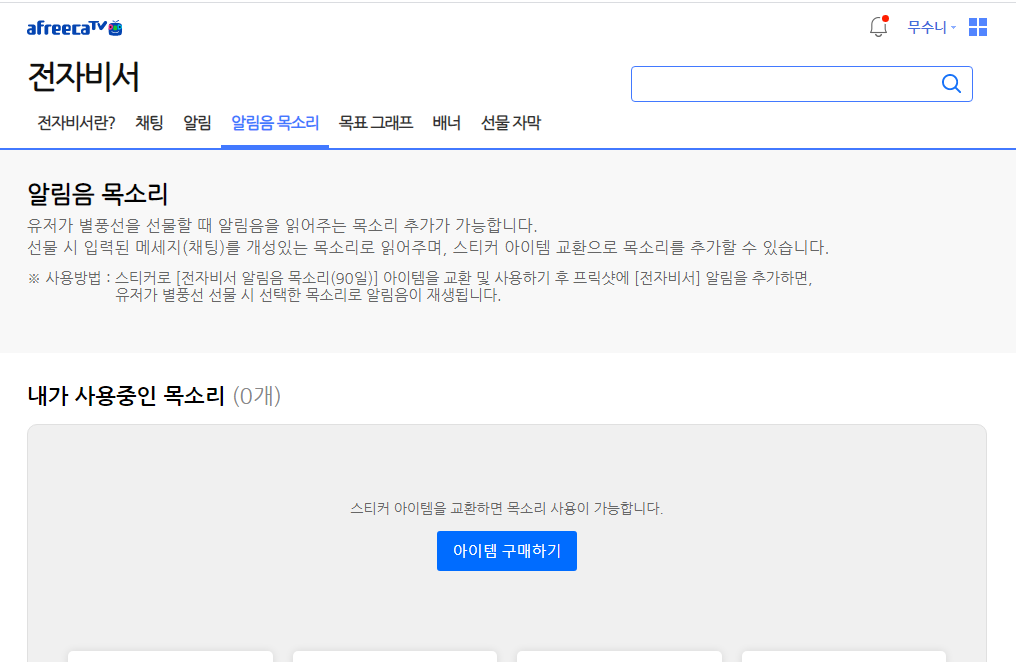 afreecaTV
무수니
전자비서
전자비서란? 채팅 알림 알림음 목소리 목표 그래프 배너 선물 자막
알림음 목소리
유저가 별풍선을 선물할 때 알림음을 읽어주는 목소리 추가가 가능합니다.
선물 시 입력된 메세지(채팅)를 개성있는 목소리로 읽어주며, 스티커 아이템 교환으로 목소리를 추가할 수 있습니다.
※ 사용방법 : 스티커로 [전자비서 알림음 목소리(90일)] 아이템을 교환 및 사용하기 후 프릭샷에 [전자비서] 알림을 추가하면,
유저가 별풍선 선물 시 선택한 목소리로 알림음이 재생됩니다.
내가 사용중인 목소리 (0개)
스티커 아이템을 교환하면 목소리 사용이 가능합니다.
아이템 구매하기